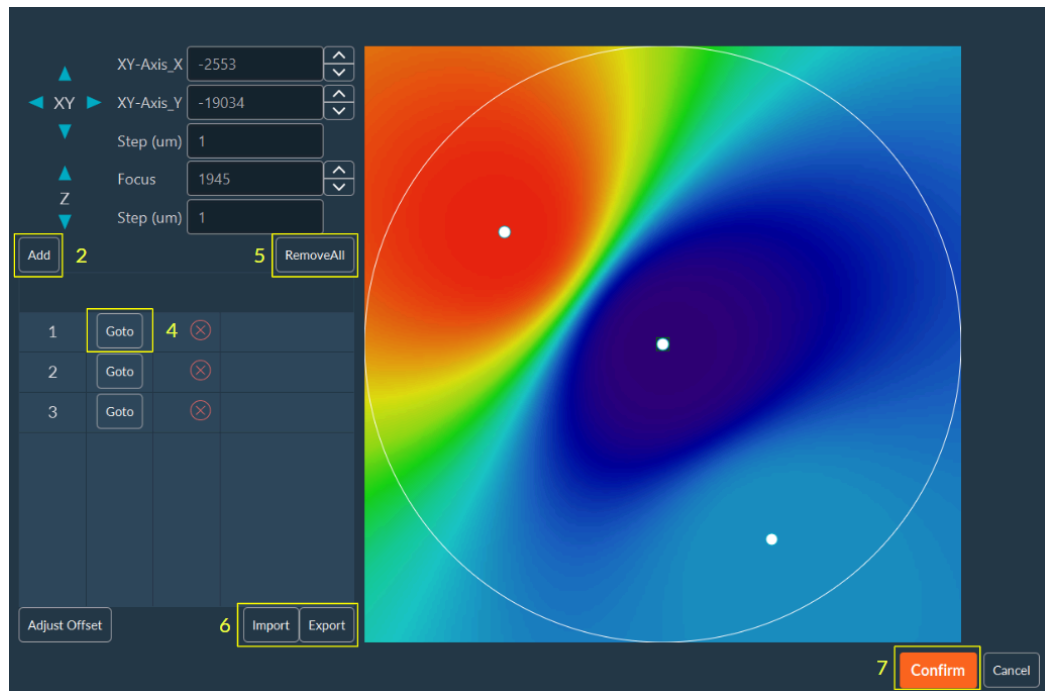 XY-Axis_X -2553
XY XY-Axis_Y -19034
Step (um) 1
Focus 1945
Z
Step (um) 1
Add 2 5 RemoveAll
1 Goto 4
2 Goto
3 Goto
Adjust Offset 6 Import Export
7 Confirm Cancel